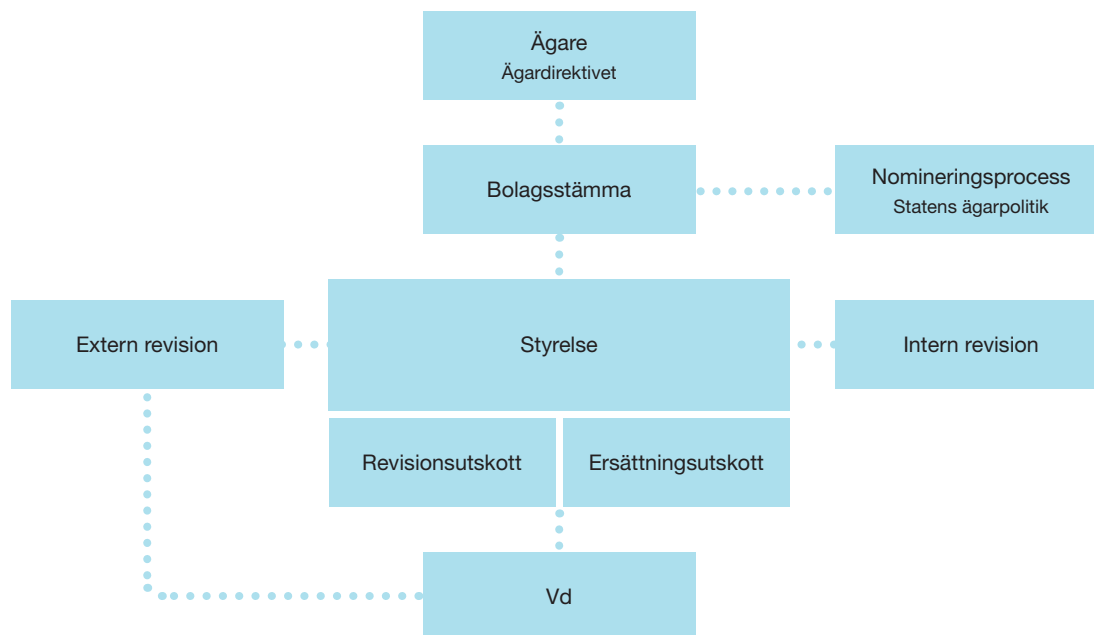 Ägare
Ägardirektivet
Bolagsstämma
Nomineringsprocess
Statens ägarpolitik
Extern revision
Styrelse
Intern revision
Revisionsutskott
Ersättningsutskott
Vd